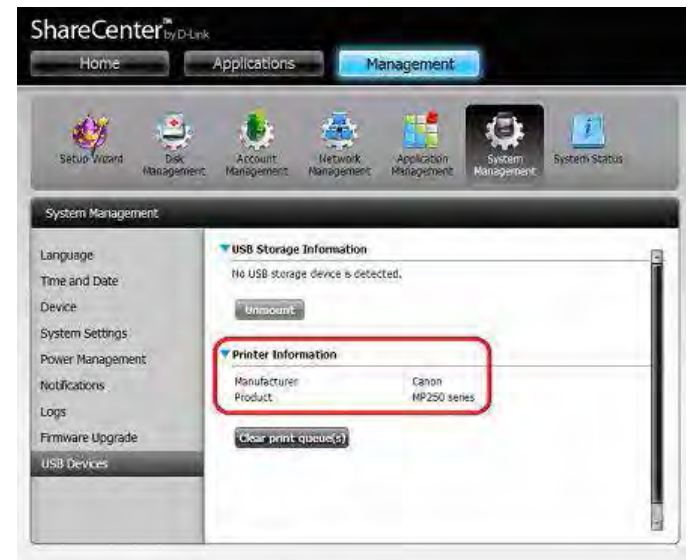 ShareCenter™ by D-Link
Home Applications Management
Setup Wizard Disk Management Account Management Network Management Application Management System Management System Status
System Management
Language
Time and Date
Device
System Settings
Power Management
Notifications
Logs
Firmware Upgrade
USB Devices
USB Storage Information
No USB storage device is detected.
Unmount
Printer Information
Manufacturer Canon
Product MP250 series
Clear print queue(s)